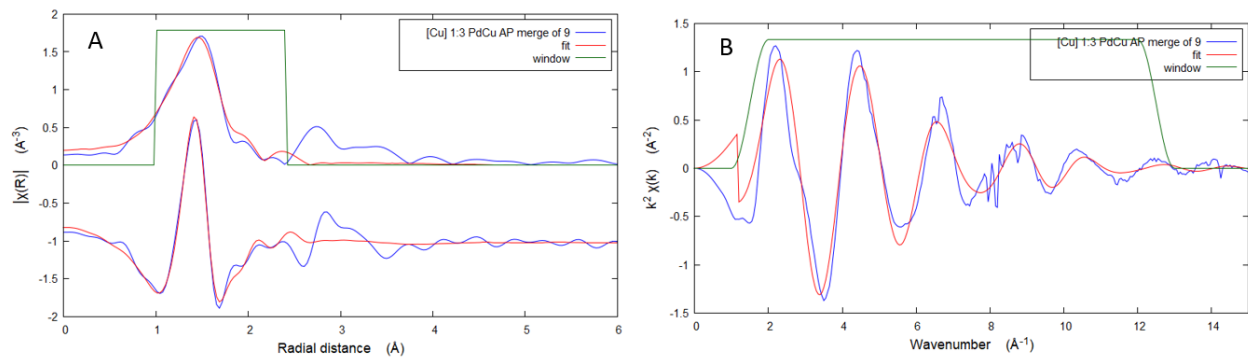 A
[Cu] 1:3 PdCu AP merge of 9
fit
window
|χ(R)| (Å⁻³)
2
1.5
1
0.5
0
-0.5
-1
-1.5
-2
0 1 2 3 4 5 6
Radial distance (Å)
B
[Cu] 1:3 PdCu AP merge of 9
fit
window
k² χ(k) (Å⁻²)
1.5
1
0.5
0
-0.5
-1
-1.5
0 2 4 6 8 10 12 14
Wavenumber (Å⁻¹)